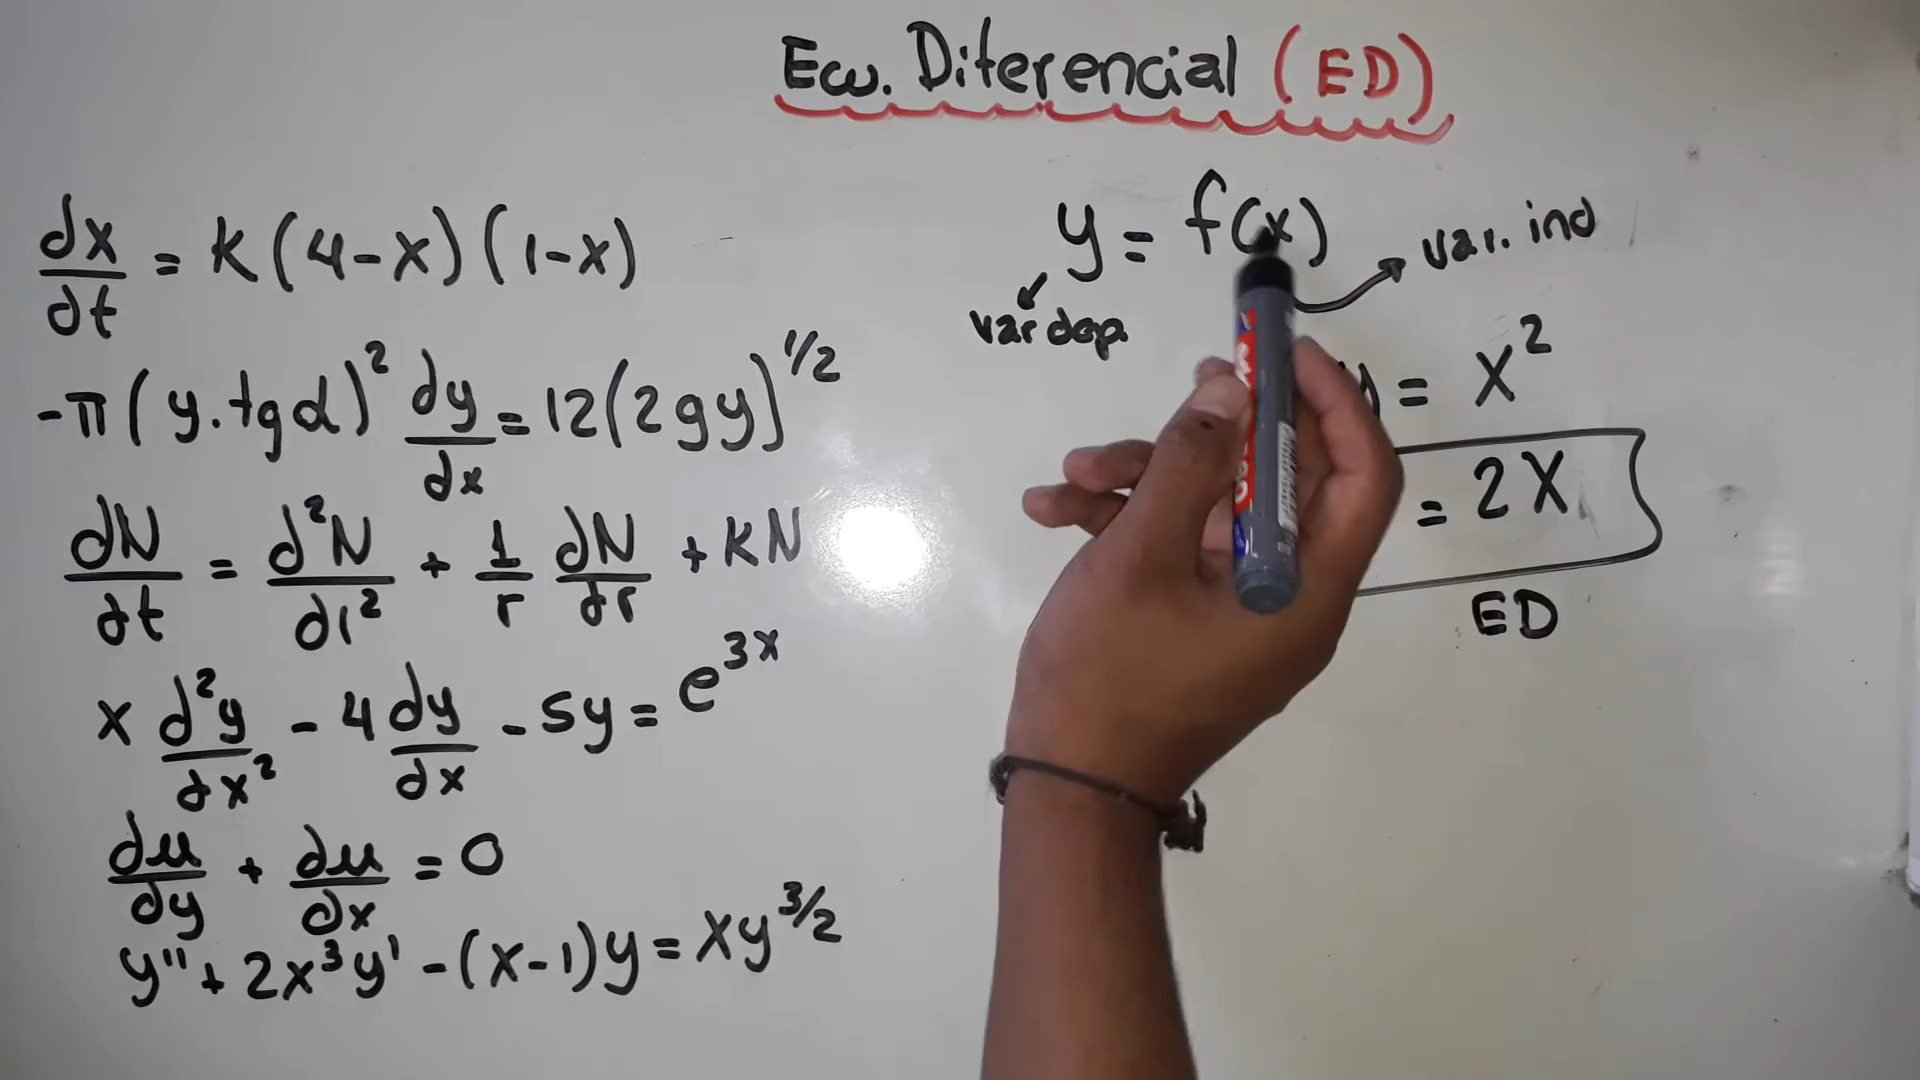 Ecu. Diferencial (ED)
dx/dt = K(4-x)(1-x)
-π(y.tgα)² dy/dx = 12(2gy)^1/2
dN/dt = d²N/dr² + 1/r dN/dr + KN
x d²y/dx² - 4 dy/dx - 5y = e^3x
du/dy + du/dx = 0
y'' + 2x³y' - (x-1)y = xy^3/2
y = f(x)
var. ind
var dep.
) = x²
= 2x
ED